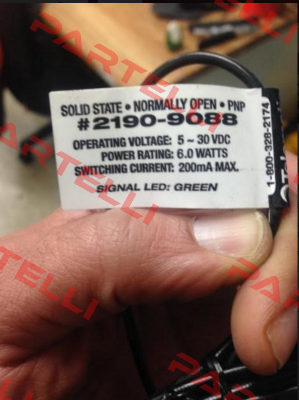 SOLID STATE • NORMALLY OPEN • PNP
#2190-9088
OPERATING VOLTAGE: 5 ~ 30 VDC
POWER RATING: 6.0 WATTS
SWITCHING CURRENT: 200mA MAX.
SIGNAL LED: GREEN
1-800-328-2174
PARTELLI
PARTELLI
PARTELLI